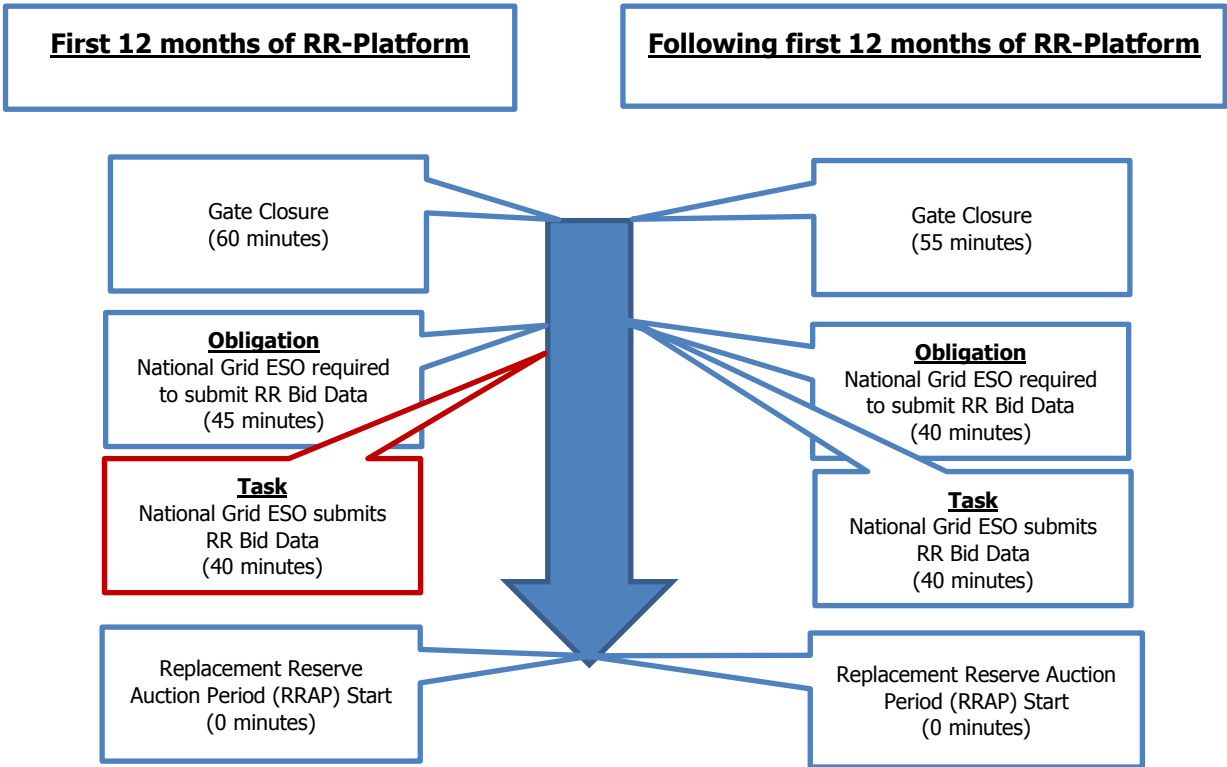 First 12 months of RR-Platform
Following first 12 months of RR-Platform
Gate Closure
(60 minutes)
Gate Closure
(55 minutes)
Obligation
National Grid ESO required
to submit RR Bid Data
(45 minutes)
Obligation
National Grid ESO required
to submit RR Bid Data
(40 minutes)
Task
National Grid ESO submits
RR Bid Data
(40 minutes)
Task
National Grid ESO submits
RR Bid Data
(40 minutes)
Replacement Reserve
Auction Period (RRAP) Start
(0 minutes)
Replacement Reserve Auction
Period (RRAP) Start
(0 minutes)